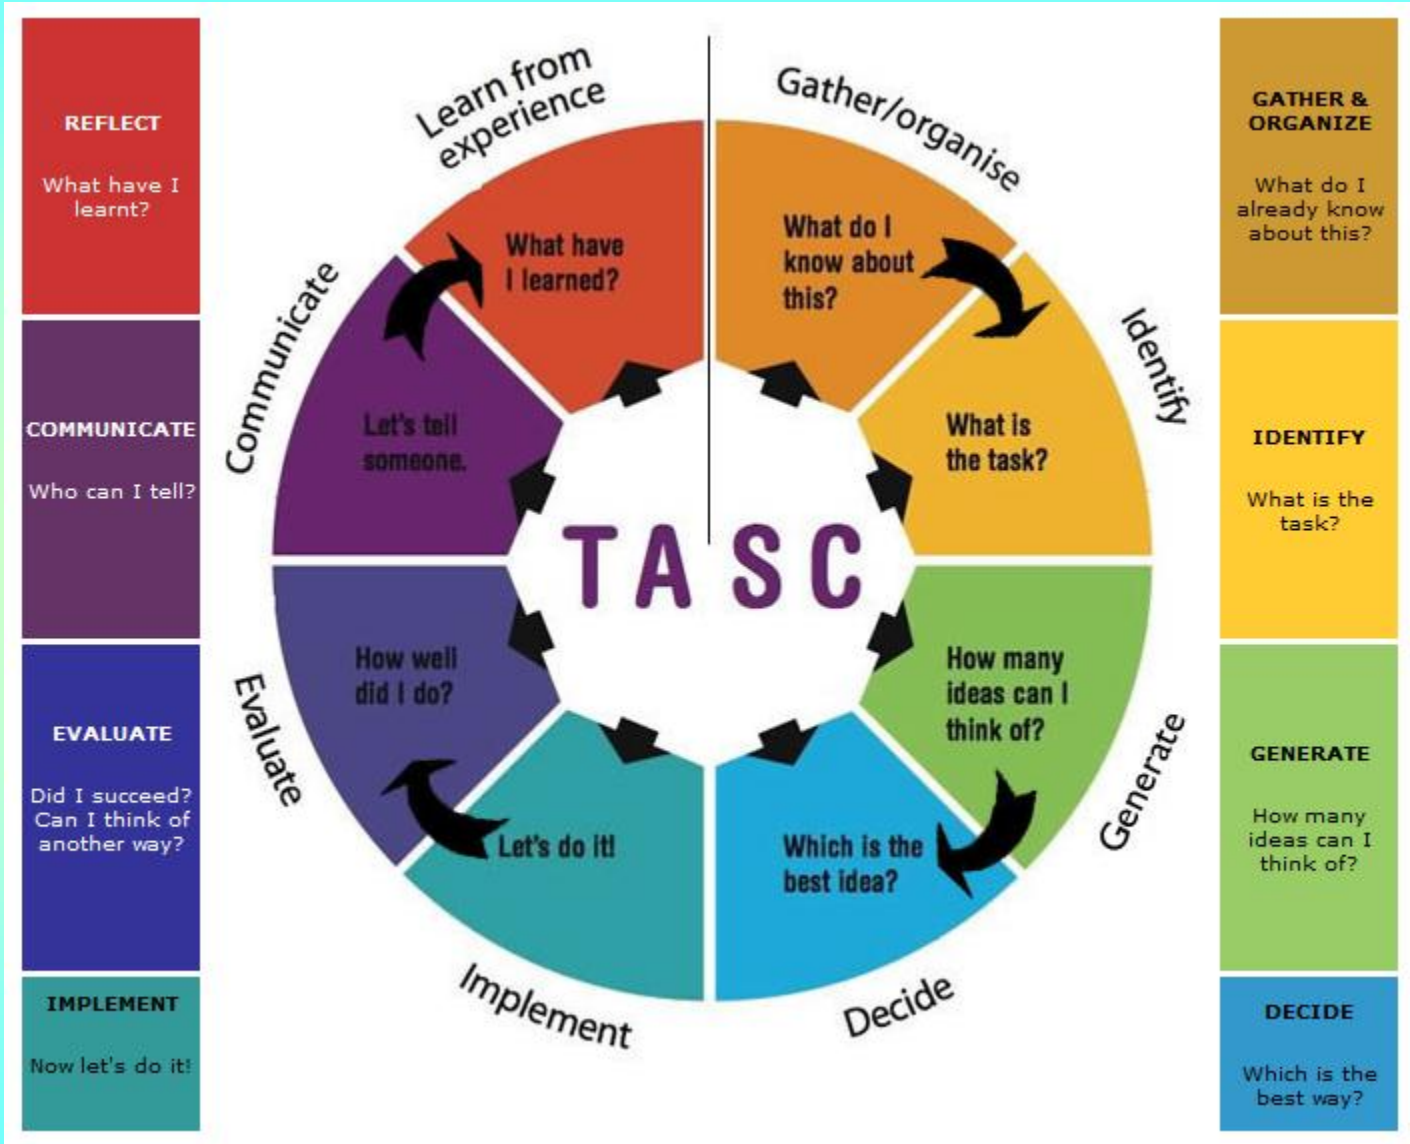 REFLECT
What have I
learnt?
COMMUNICATE
Who can I tell?
EVALUATE
Did I succeed?
Can I think of
another way?
IMPLEMENT
Now let's do it!
Learn from
experience
Gather/organise
Identify
Generate
Decide
Implement
Evaluate
Communicate
What have
I learned?
What do I
know about
this?
What is
the task?
How many
ideas can I
think of?
Which is the
best idea?
Let's do it!
How well
did I do?
Let's tell
someone.
TASC
GATHER &
ORGANIZE
What do I
already know
about this?
IDENTIFY
What is the
task?
GENERATE
How many
ideas can I
think of?
DECIDE
Which is the
best way?